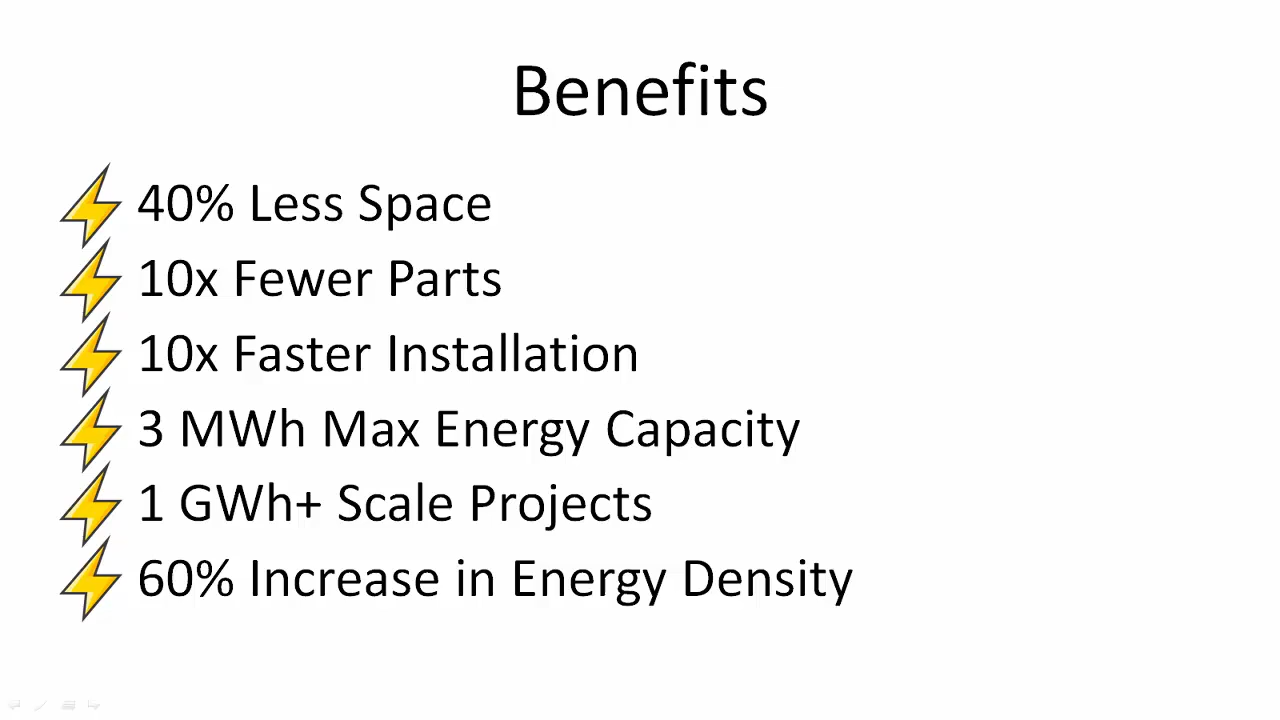 Benefits
40% Less Space
10x Fewer Parts
10x Faster Installation
3 MWh Max Energy Capacity
1 GWh+ Scale Projects
60% Increase in Energy Density